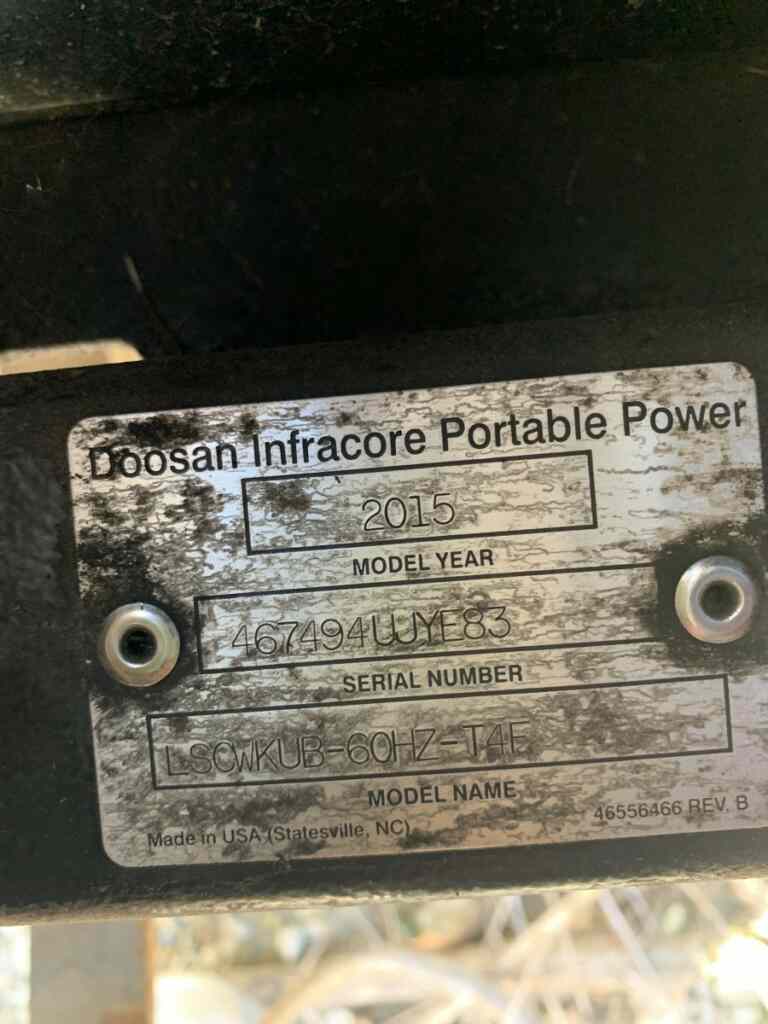 Doosan Infracore Portable Power
2015
MODEL YEAR
467494UJYE83
SERIAL NUMBER
LSCWKUB-60HZ-T4F
MODEL NAME
Made in USA (Statesville, NC)
46556466 REV. B